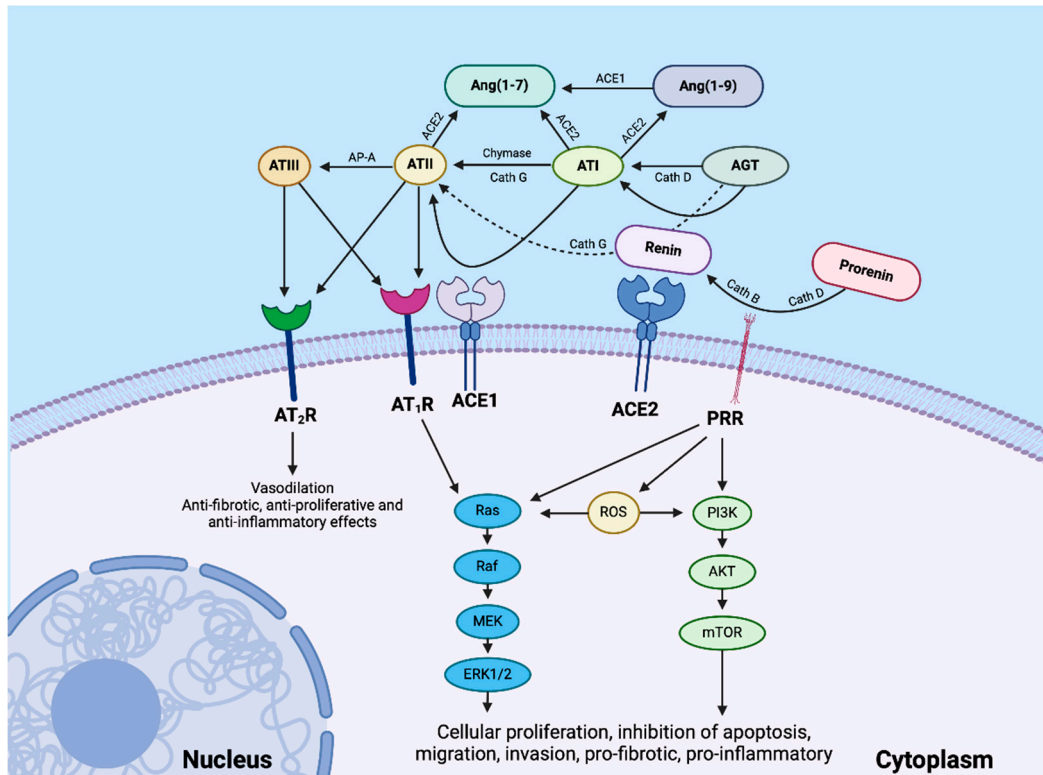 Ang(1-7)
ACE1
Ang(1-9)
ACE2
ACE2
ACE2
ATIII
AP-A
ATII
Chymase
Cath G
ATI
Cath D
AGT
Cath G
Renin
Prorenin
Cath B
Cath D
AT₂R
AT₁R
ACE1
ACE2
PRR
Vasodilation
Anti-fibrotic, anti-proliferative and
anti-inflammatory effects
Ras
ROS
PI3K
Raf
AKT
MEK
mTOR
ERK1/2
Cellular proliferation, inhibition of apoptosis,
migration, invasion, pro-fibrotic, pro-inflammatory
Nucleus
Cytoplasm